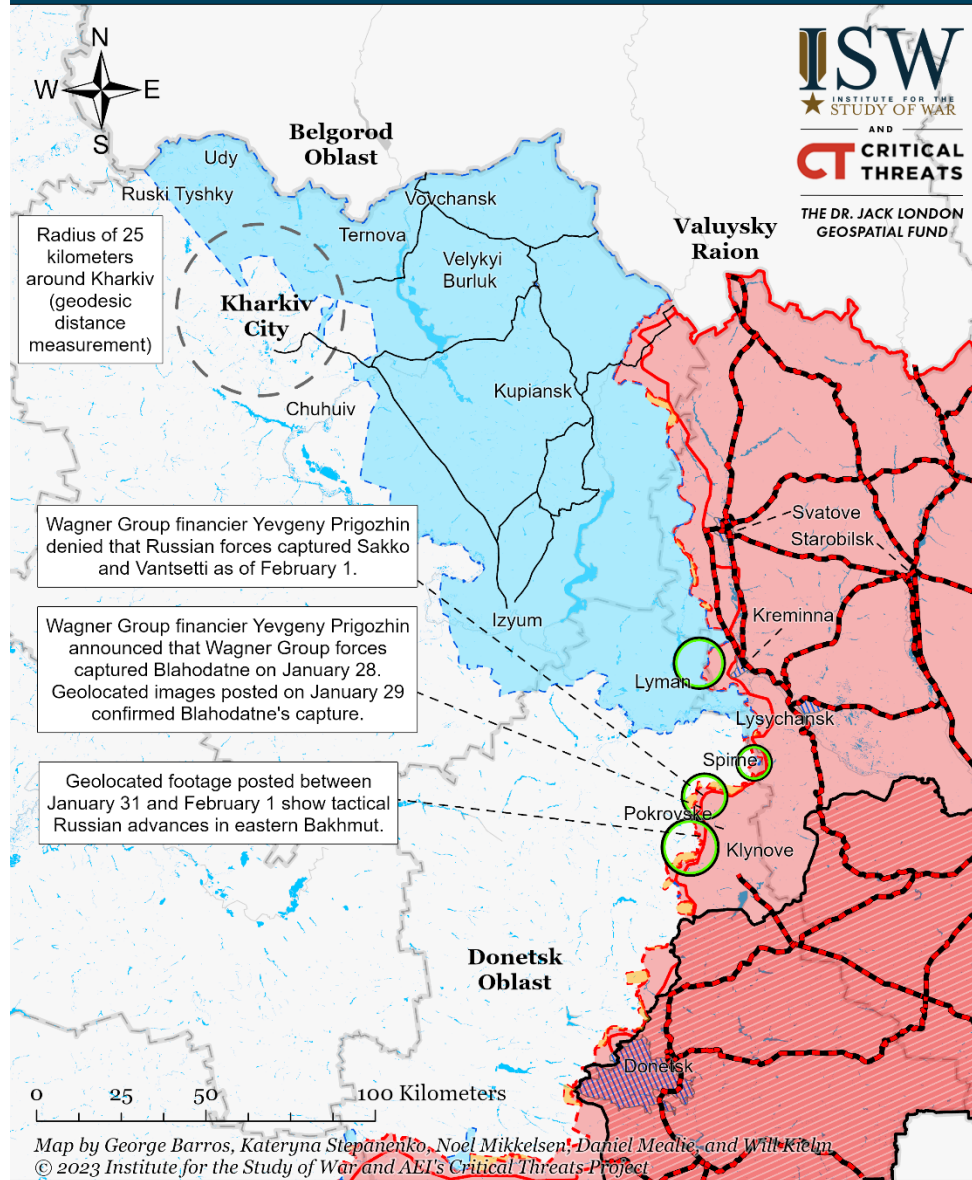 N
W
E
S
ISW
INSTITUTE FOR THE
STUDY OF WAR
AND
CT CRITICAL
THREATS
THE DR. JACK LONDON
GEOSPATIAL FUND
Belgorod
Oblast
Udy
Ruski Tyshky
Vovchansk
Ternova
Valuysky
Raion
Radius of 25
kilometers
around Kharkiv
(geodesic
distance
measurement)
Velykyi
Burluk
Kharkiv
City
Kupiansk
Chuhuiv
Svatove
Starobilsk
Wagner Group financier Yevgeny Prigozhin
denied that Russian forces captured Sakko
and Vantsetti as of February 1.
Kreminna
Izyum
Wagner Group financier Yevgeny Prigozhin
announced that Wagner Group forces
captured Blahodatne on January 28.
Geolocated images posted on January 29
confirmed Blahodatne's capture.
Lyman
Lysychansk
Spirne
Geolocated footage posted between
January 31 and February 1 show tactical
Russian advances in eastern Bakhmut.
Pokrovske
Klynove
Donetsk
Oblast
Donetsk
0 25 50 100 Kilometers
Map by George Barros, Kateryna Stepanenko, Noel Mikkelsen, Daniel Mealie, and Will Kielm
© 2023 Institute for the Study of War and AEI's Critical Threats Project